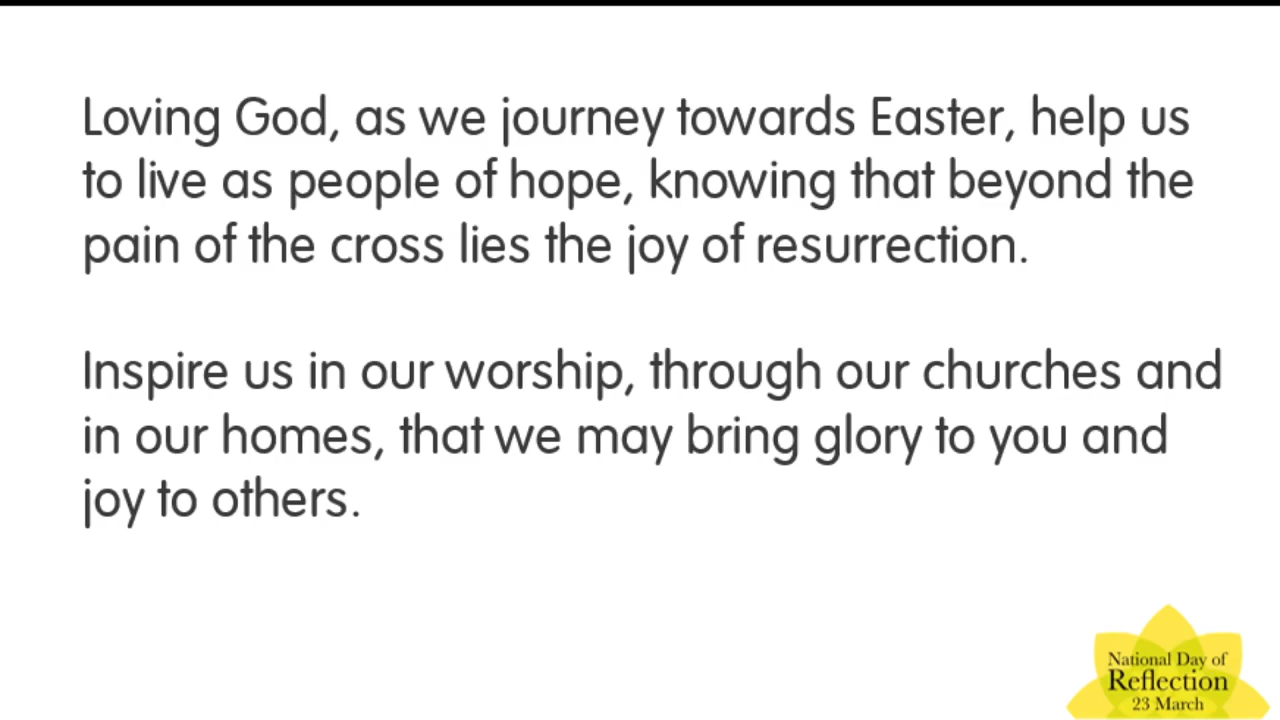 Loving God, as we journey towards Easter, help us
to live as people of hope, knowing that beyond the
pain of the cross lies the joy of resurrection.
Inspire us in our worship, through our churches and
in our homes, that we may bring glory to you and
joy to others.
National Day of
Reflection
23 March